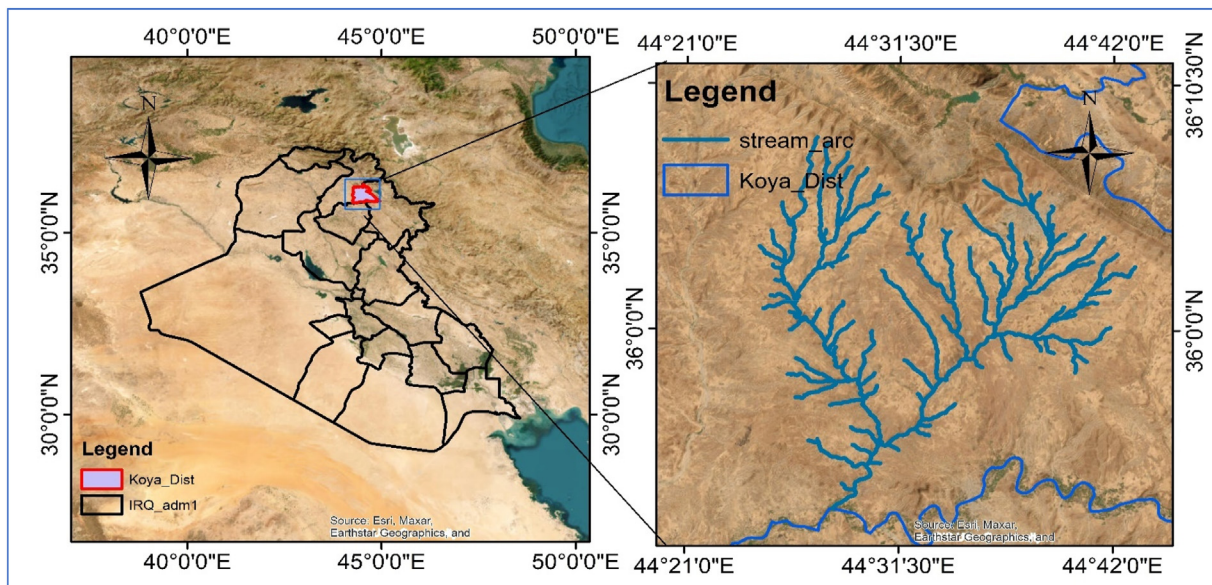 40°0'0"E
45°0'0"E
50°0'0"E
35°0'0"N
30°0'0"N
N
Legend
Koya_Dist
IRQ_adm1
Source: Esri, Maxar,
Earthstar Geographics, and
35°0'0"N
30°0'0"N
40°0'0"E
45°0'0"E
50°0'0"E
44°21'0"E
44°31'30"E
44°42'0"E
36°0'0"N
Legend
stream_arc
Koya_Dist
N
Source: Esri, Maxar,
Earthstar Geographics, and
36°10'30"N
36°0'0"N
44°21'0"E
44°31'30"E
44°42'0"E